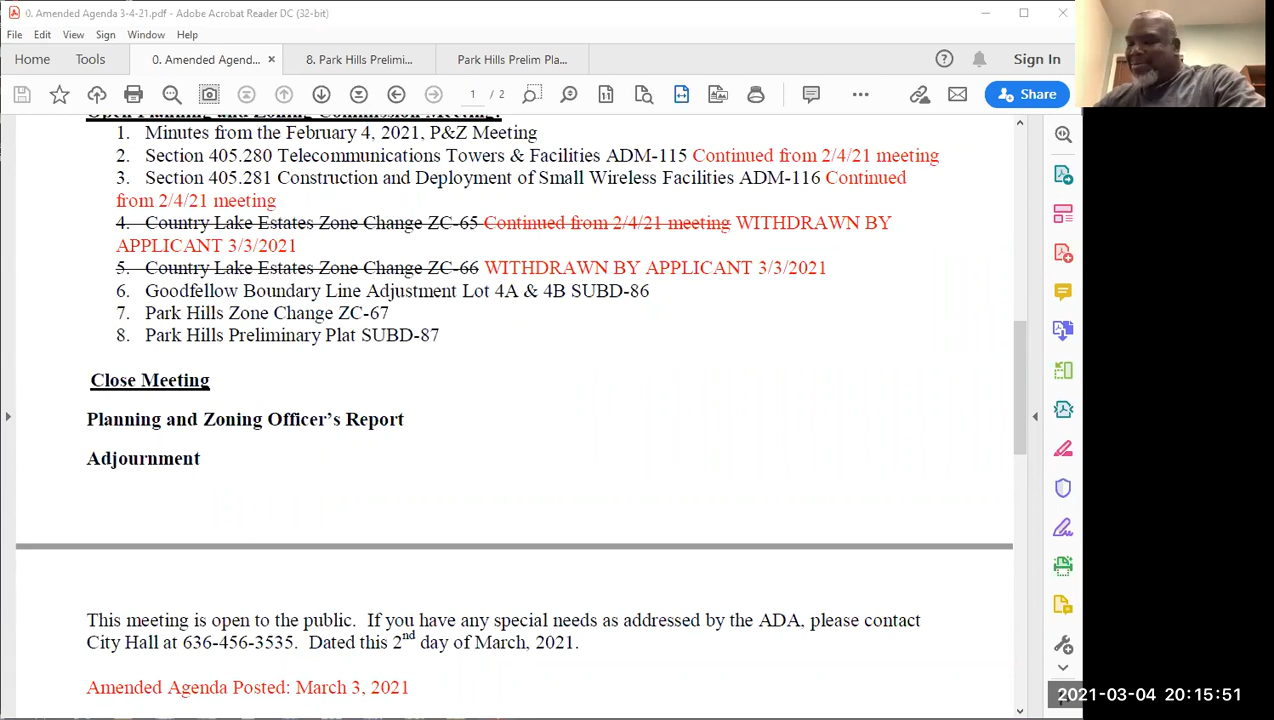 0. Amended Agenda 3-4-21.pdf - Adobe Acrobat Reader DC (32-bit)
File Edit View Sign Window Help
Home Tools 0. Amended Agend... × 8. Park Hills Prelimi... Park Hills Prelim Pla... Sign In
1 / 2 Share
Open Planning and Zoning Commission Meeting:
1. Minutes from the February 4, 2021, P&Z Meeting
2. Section 405.280 Telecommunications Towers & Facilities ADM-115 Continued from 2/4/21 meeting
3. Section 405.281 Construction and Deployment of Small Wireless Facilities ADM-116 Continued
from 2/4/21 meeting
4. Country Lake Estates Zone Change ZC-65 Continued from 2/4/21 meeting WITHDRAWN BY
APPLICANT 3/3/2021
5. Country Lake Estates Zone Change ZC-66 WITHDRAWN BY APPLICANT 3/3/2021
6. Goodfellow Boundary Line Adjustment Lot 4A & 4B SUBD-86
7. Park Hills Zone Change ZC-67
8. Park Hills Preliminary Plat SUBD-87
Close Meeting
Planning and Zoning Officer's Report
Adjournment
This meeting is open to the public. If you have any special needs as addressed by the ADA, please contact
City Hall at 636-456-3535. Dated this 2nd day of March, 2021.
Amended Agenda Posted: March 3, 2021
2021-03-04 20:15:51